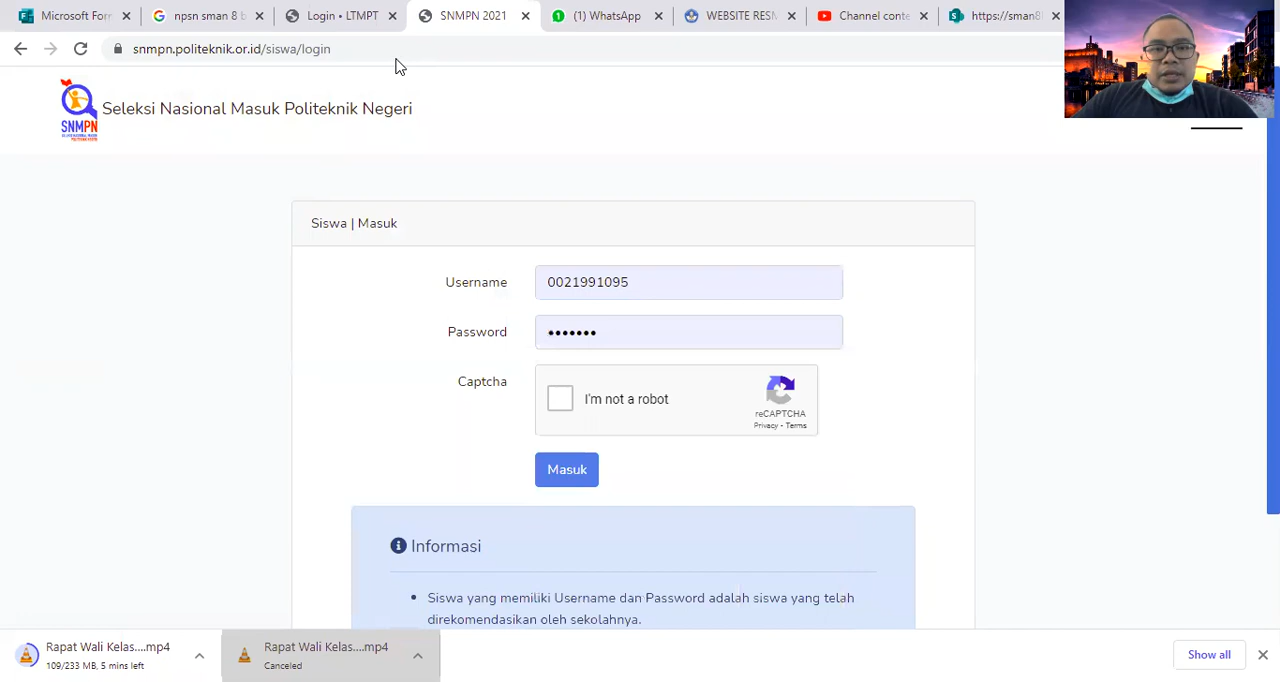 Microsoft For
npsn sman 8 b
Login • LTMPT
SNMPN 2021
(1) WhatsApp
WEBSITE RESM
Channel conte
https://sman8
snmpn.politeknik.or.id/siswa/login
SNMPN
Seleksi Nasional Masuk Politeknik Negeri
Siswa | Masuk
Username
0021991095
Password
•••••••
Captcha
I'm not a robot
reCAPTCHA
Privacy - Terms
Masuk
Informasi
• Siswa yang memiliki Username dan Password adalah siswa yang telah
direkomendasikan oleh sekolahnya.
Rapat Wali Kelas....mp4
109/233 MB, 5 mins left
Rapat Wali Kelas....mp4
Canceled
Show all